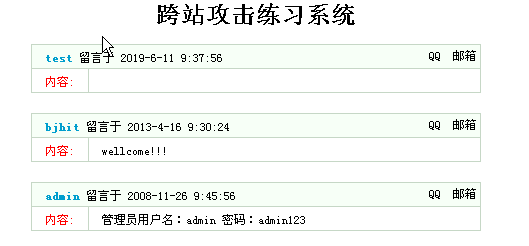 跨站攻击练习系统
test 留言于 2019-6-11 9:37:56 QQ 邮箱
内容:
bjhit 留言于 2013-4-16 9:30:24 QQ 邮箱
内容: wellcome!!!
admin 留言于 2008-11-26 9:45:56 QQ 邮箱
内容: 管理员用户名：admin 密码：admin123